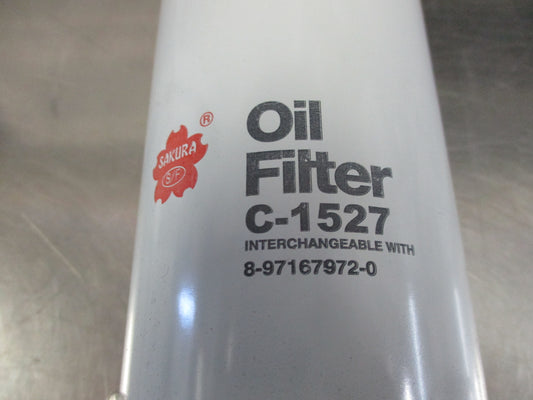 ®
SAKURA
S/F
Oil
Filter
C-1527
INTERCHANGEABLE WITH
8-97167972-0